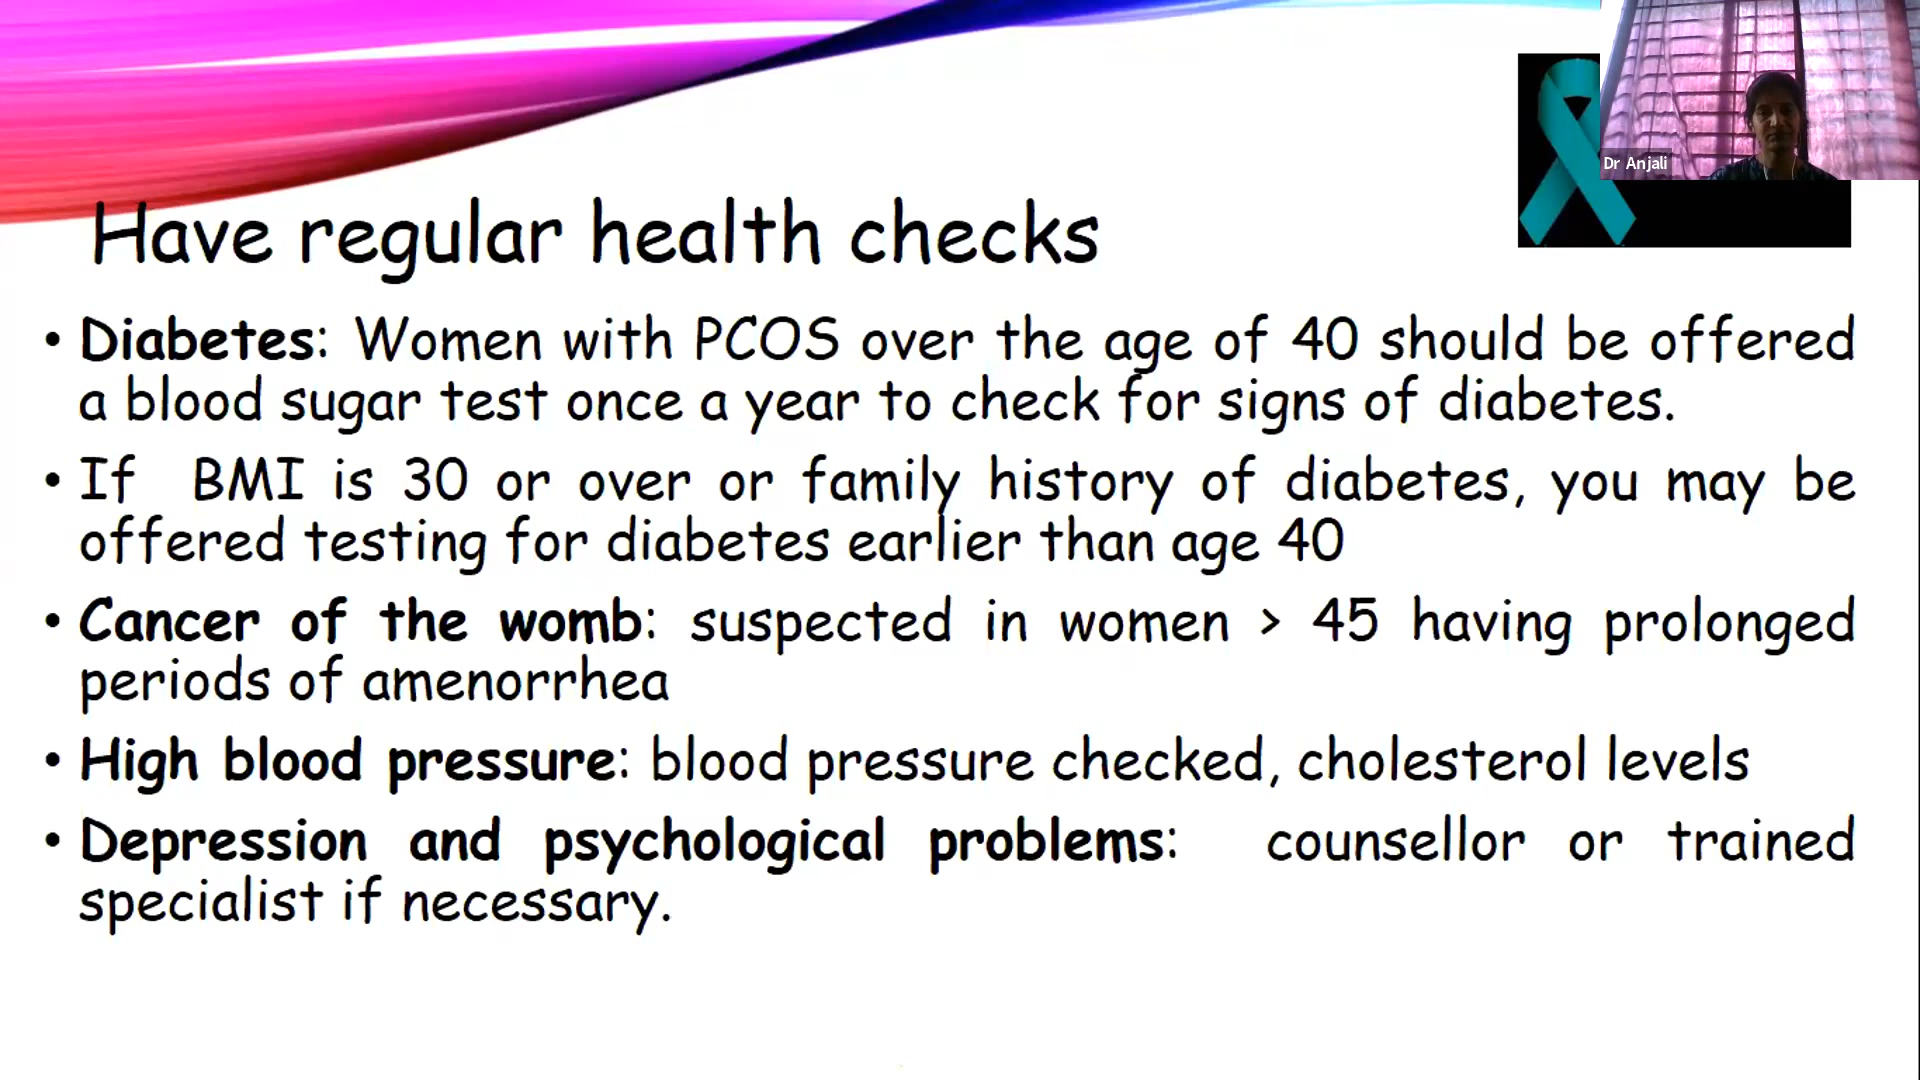 Dr Anjali
Have regular health checks
• Diabetes: Women with PCOS over the age of 40 should be offered
a blood sugar test once a year to check for signs of diabetes.
• If BMI is 30 or over or family history of diabetes, you may be
offered testing for diabetes earlier than age 40
• Cancer of the womb: suspected in women > 45 having prolonged
periods of amenorrhea
• High blood pressure: blood pressure checked, cholesterol levels
• Depression and psychological problems: counsellor or trained
specialist if necessary.